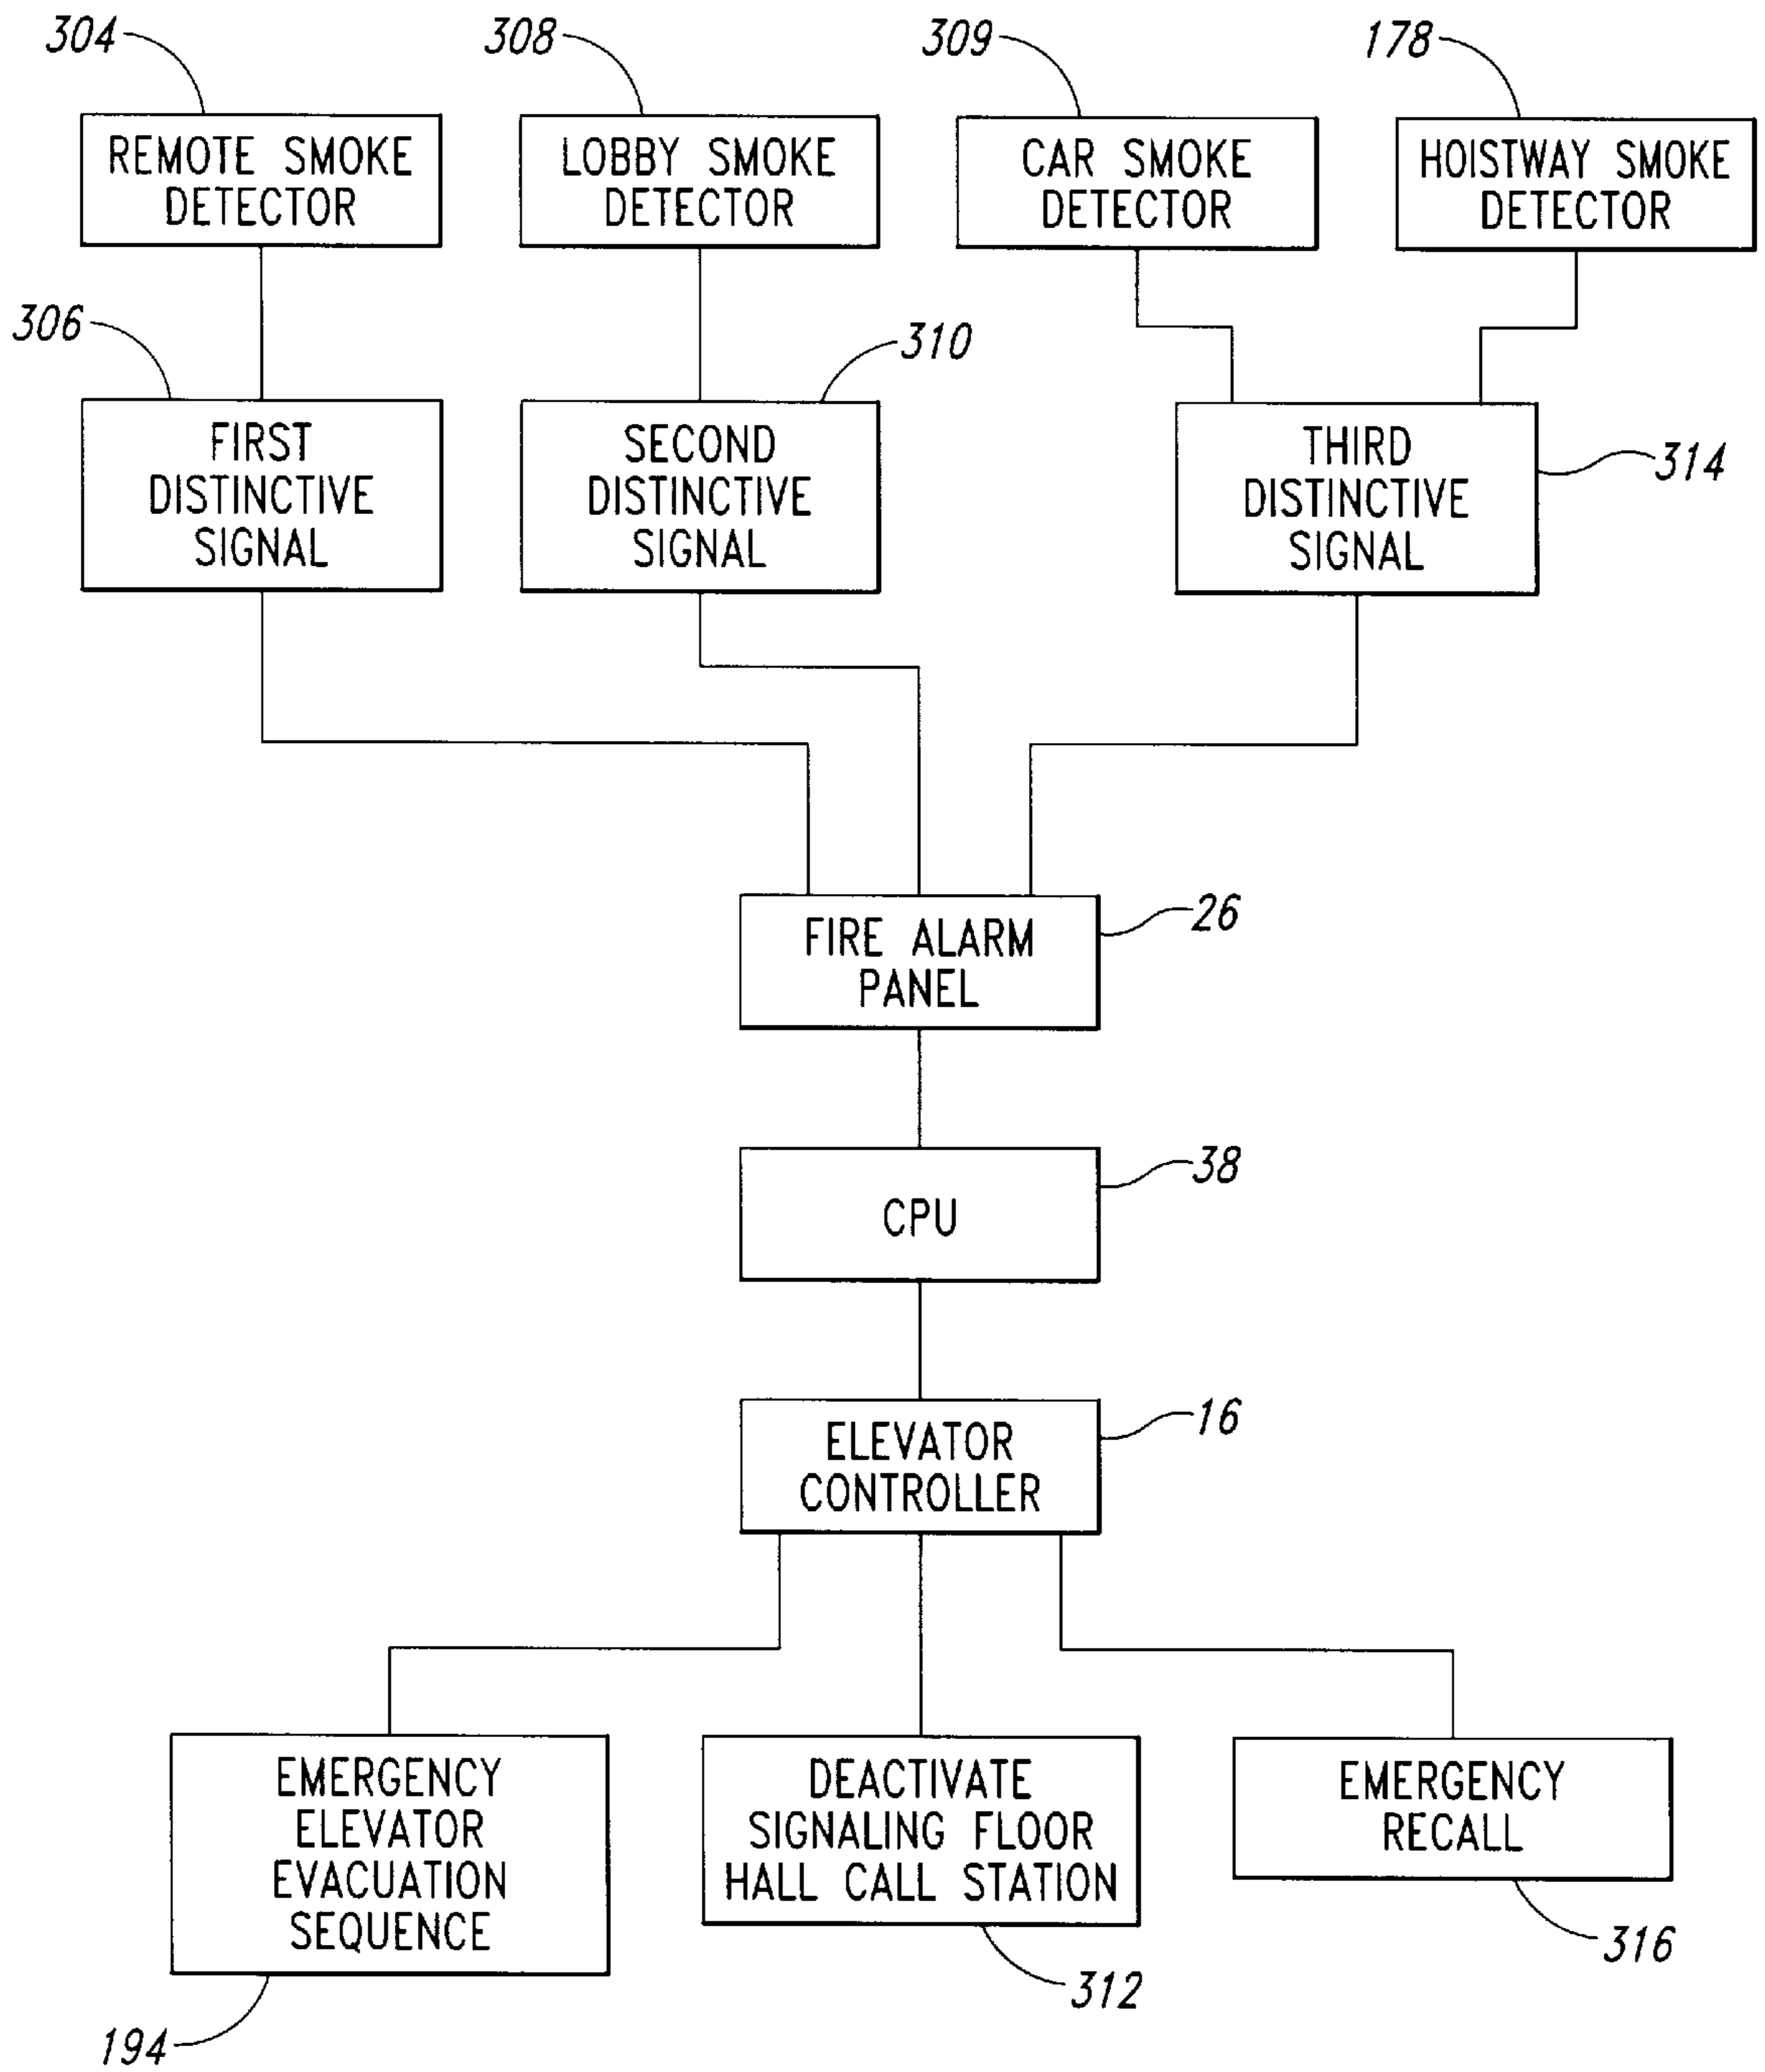 304
308
309
178
REMOTE SMOKE
DETECTOR
LOBBY SMOKE
DETECTOR
CAR SMOKE
DETECTOR
HOISTWAY SMOKE
DETECTOR
306
310
314
FIRST
DISTINCTIVE
SIGNAL
SECOND
DISTINCTIVE
SIGNAL
THIRD
DISTINCTIVE
SIGNAL
26
FIRE ALARM
PANEL
38
CPU
16
ELEVATOR
CONTROLLER
EMERGENCY
ELEVATOR
EVACUATION
SEQUENCE
DEACTIVATE
SIGNALING FLOOR
HALL CALL STATION
EMERGENCY
RECALL
194
312
316